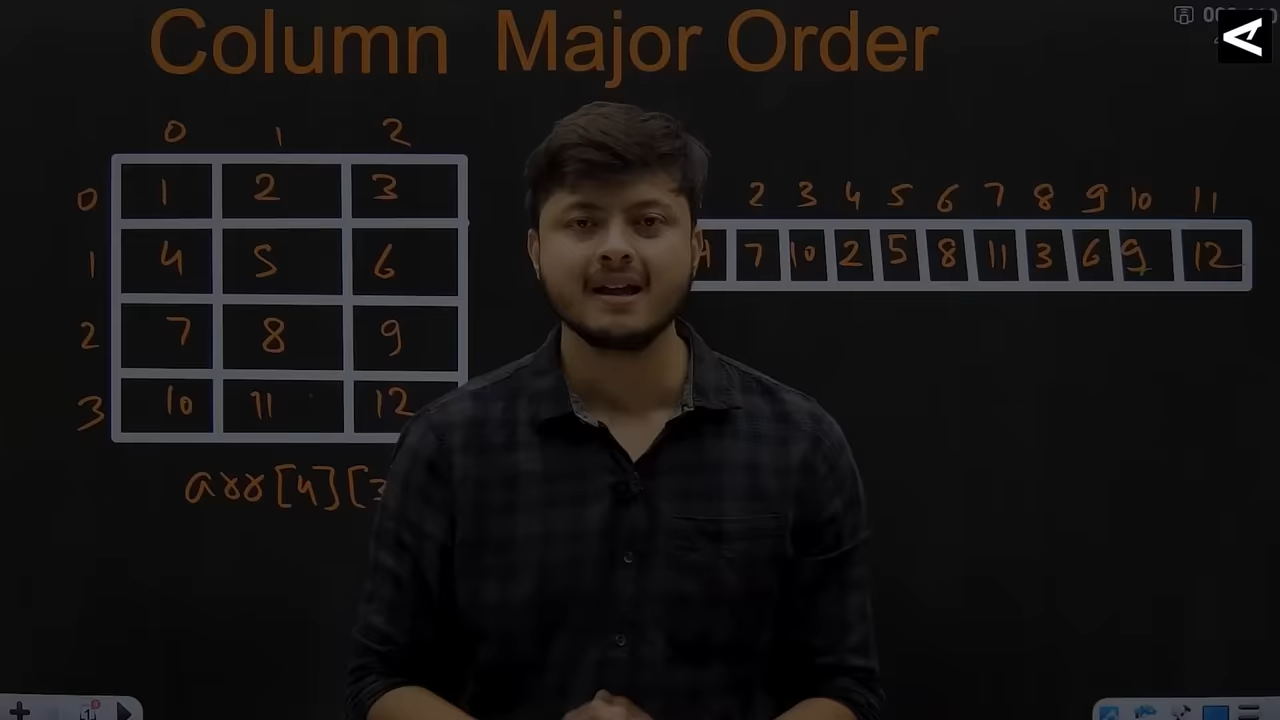 Column Major Order
0 1 2
0 1 2 3
1 4 5 6
2 7 8 9
3 10 11 12
arr[4][3
2 3 4 5 6 7 8 9 10 11
4 7 10 2 5 8 11 3 6 9 12